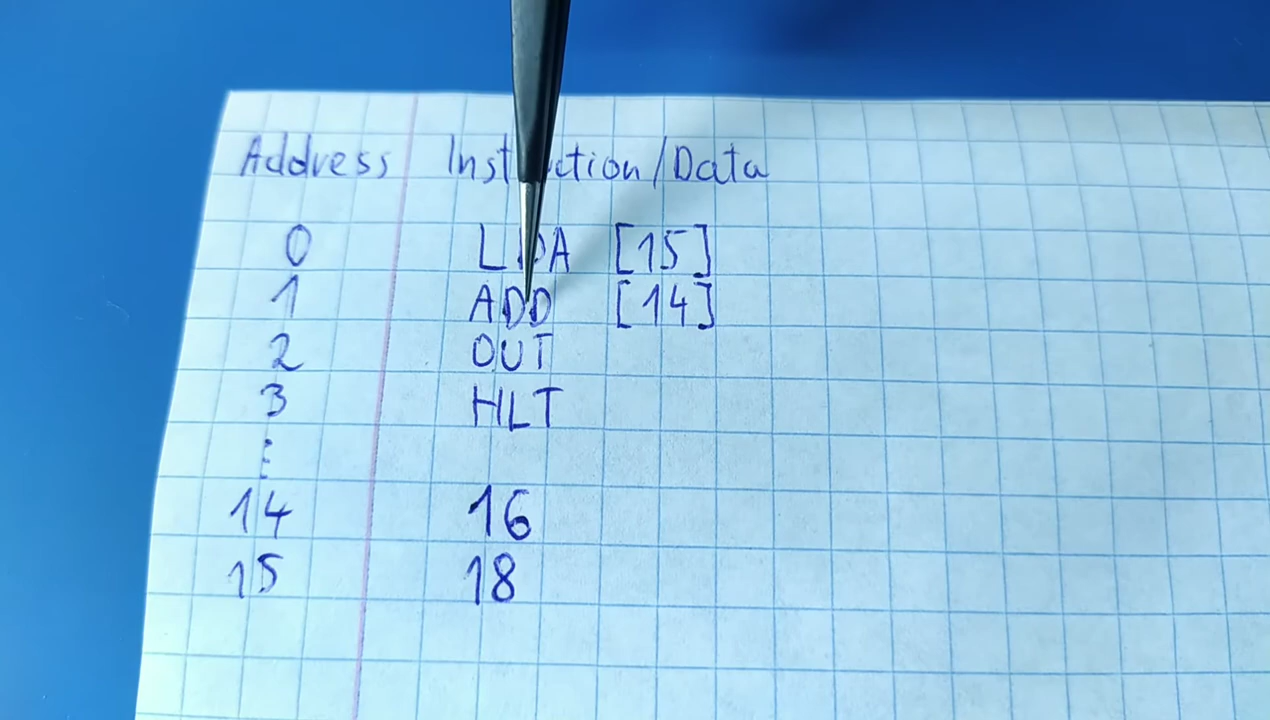 Address Instruction/Data
0 LDA [15]
1 ADD [14]
2 OUT
3 HLT
⋮
14 16
15 18